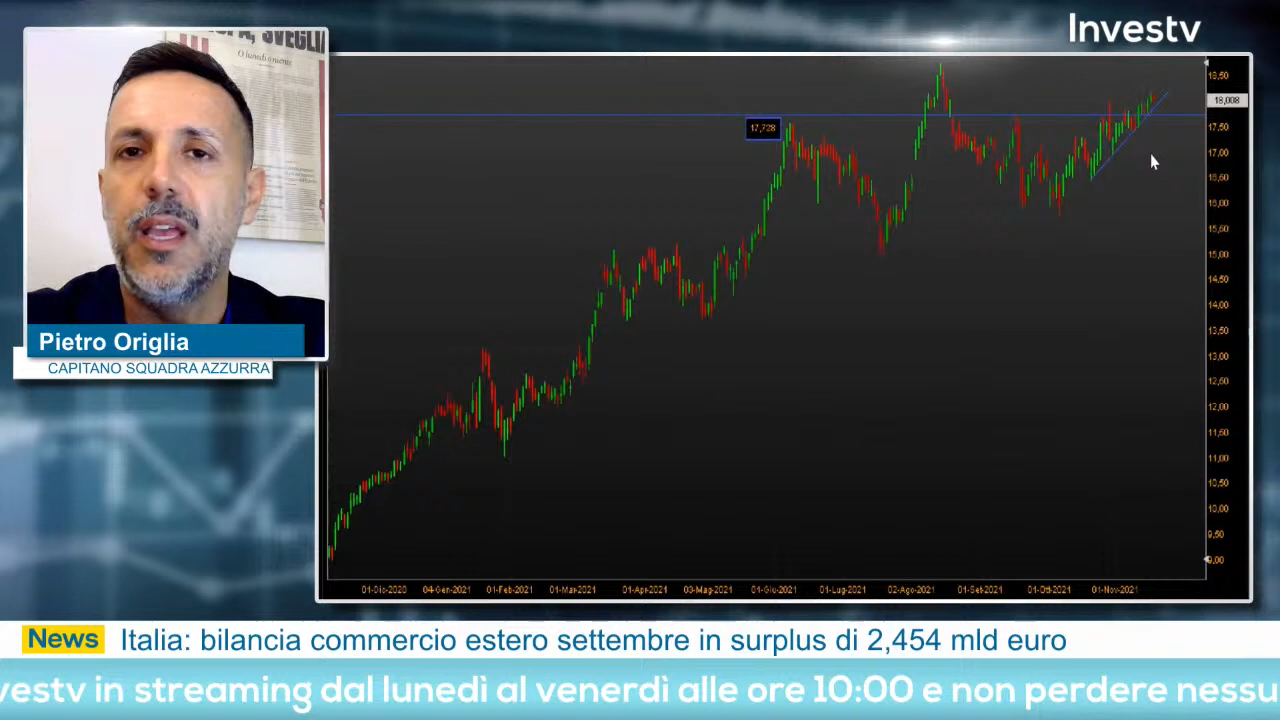 Investv
SVEGLIA
O lunedì o niente
Pietro Origlia
CAPITANO SQUADRA AZZURRA
17,728
18,50
18,008
17,50
17,00
16,50
16,00
15,50
15,00
14,50
14,00
13,50
13,00
12,50
12,00
11,50
11,00
10,50
10,00
9,50
9,00
01-Dic-2020 04-Gen-2021 01-Feb-2021 01-Mar-2021 01-Apr-2021 03-Mag-2021 01-Giu-2021 01-Lug-2021 02-Ago-2021 01-Set-2021 01-Ott-2021 01-Nov-2021
News Italia: bilancia commercio estero settembre in surplus di 2,454 mld euro
vestv in streaming dal lunedì al venerdì alle ore 10:00 e non perdere nessu